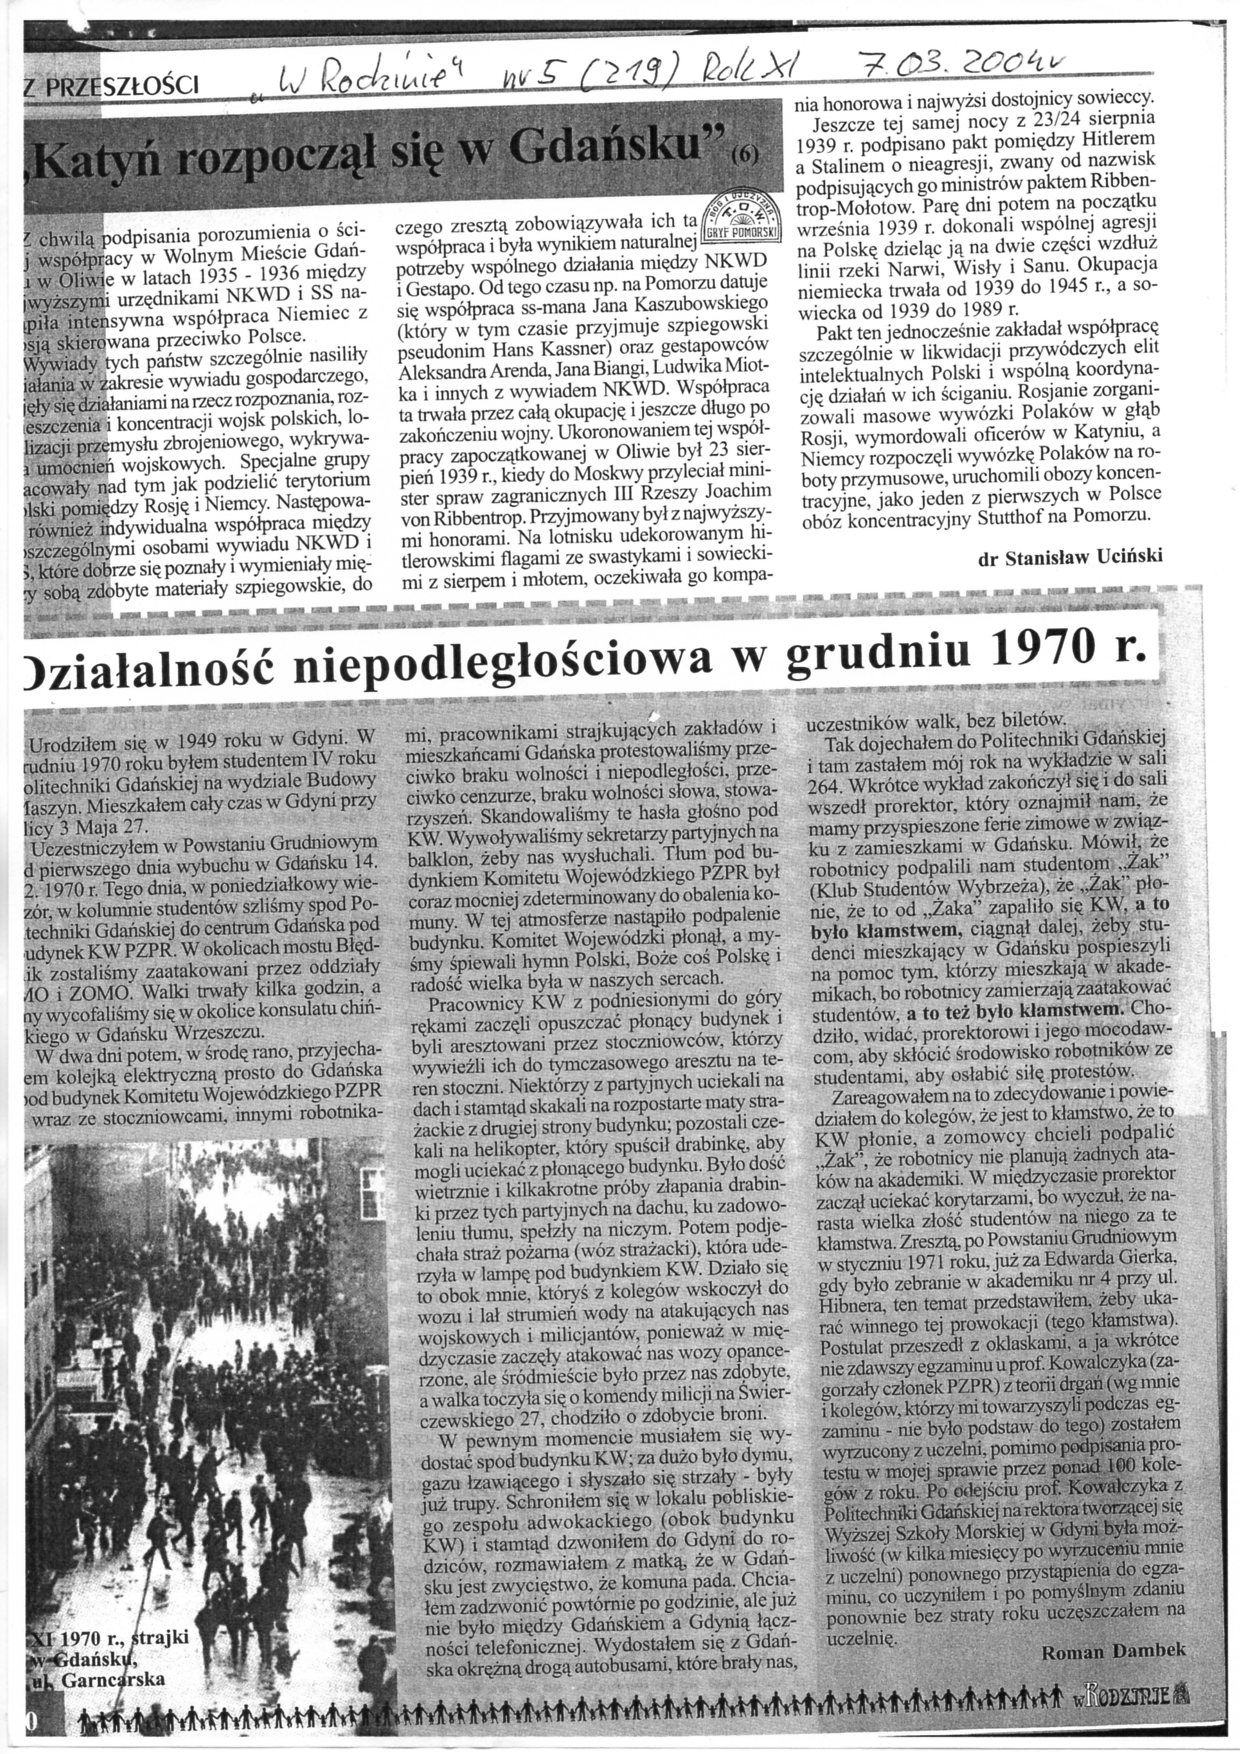 Z PRZESZŁOŚCI
„W Rodzinie" nr 5 (219) Rok XI 7.03.2004r
„Katyń rozpoczął się w Gdańsku” (6)
Z chwilą podpisania porozumienia o ści-
j współpracy w Wolnym Mieście Gdań-
u w Oliwie w latach 1935 - 1936 między
jwyższymi urzędnikami NKWD i SS na-
piła intensywna współpraca Niemiec z
osją skierowana przeciwko Polsce.
Wywiady tych państw szczególnie nasiliły
iałania w zakresie wywiadu gospodarczego,
jęły się działaniami na rzecz rozpoznania, roz-
eszczenia i koncentracji wojsk polskich, lo-
lizacji przemysłu zbrojeniowego, wykrywa-
a umocnień wojskowych. Specjalne grupy
acowały nad tym jak podzielić terytorium
olski pomiędzy Rosję i Niemcy. Następowa-
również indywidualna współpraca między
oszczególnymi osobami wywiadu NKWD i
S, które dobrze się poznały i wymieniały mię-
zy sobą zdobyte materiały szpiegowskie, do
czego zresztą zobowiązywała ich ta
współpraca i była wynikiem naturalnej
potrzeby wspólnego działania między NKWD
i Gestapo. Od tego czasu np. na Pomorzu datuje
się współpraca ss-mana Jana Kaszubowskiego
(który w tym czasie przyjmuje szpiegowski
pseudonim Hans Kassner) oraz gestapowców
Aleksandra Arenda, Jana Biangi, Ludwika Miot-
ka i innych z wywiadem NKWD. Współpraca
ta trwała przez całą okupację i jeszcze długo po
zakończeniu wojny. Ukoronowaniem tej współ-
pracy zapoczątkowanej w Oliwie był 23 sier-
pień 1939 r., kiedy do Moskwy przyleciał mini-
ster spraw zagranicznych III Rzeszy Joachim
von Ribbentrop. Przyjmowany był z najwyższy-
mi honorami. Na lotnisku udekorowanym hi-
tlerowskimi flagami ze swastykami i sowiecki-
mi z sierpem i młotem, oczekiwała go kompa-
BÓG I OJCZYZNA
T.O.W.
GRYF POMORSKI
nia honorowa i najwyżsi dostojnicy sowieccy.
Jeszcze tej samej nocy z 23/24 sierpnia
1939 r. podpisano pakt pomiędzy Hitlerem
a Stalinem o nieagresji, zwany od nazwisk
podpisujących go ministrów paktem Ribben-
trop-Mołotow. Parę dni potem na początku
września 1939 r. dokonali wspólnej agresji
na Polskę dzieląc ją na dwie części wzdłuż
linii rzeki Narwi, Wisły i Sanu. Okupacja
niemiecka trwała od 1939 do 1945 r., a so-
wiecka od 1939 do 1989 r.
Pakt ten jednocześnie zakładał współpracę
szczególnie w likwidacji przywódczych elit
intelektualnych Polski i wspólną koordyna-
cję działań w ich ściganiu. Rosjanie zorgani-
zowali masowe wywózki Polaków w głąb
Rosji, wymordowali oficerów w Katyniu, a
Niemcy rozpoczęli wywózkę Polaków na ro-
boty przymusowe, uruchomili obozy koncen-
tracyjne, jako jeden z pierwszych w Polsce
obóz koncentracyjny Stutthof na Pomorzu.
dr Stanisław Uciński
Działalność niepodległościowa w grudniu 1970 r.
Urodziłem się w 1949 roku w Gdyni. W
rudniu 1970 roku byłem studentem IV roku
olitechniki Gdańskiej na wydziale Budowy
Maszyn. Mieszkałem cały czas w Gdyni przy
licy 3 Maja 27.
Uczestniczyłem w Powstaniu Grudniowym
d pierwszego dnia wybuchu w Gdańsku 14.
2. 1970 r. Tego dnia, w poniedziałkowy wie-
zór, w kolumnie studentów szliśmy spod Po-
techniki Gdańskiej do centrum Gdańska pod
udynek KW PZPR. W okolicach mostu Błęd-
ik zostaliśmy zaatakowani przez oddziały
MO i ZOMO. Walki trwały kilka godzin, a
ny wycofaliśmy się w okolice konsulatu chiń-
kiego w Gdańsku Wrzeszczu.
W dwa dni potem, w środę rano, przyjecha-
em kolejką elektryczną prosto do Gdańska
pod budynek Komitetu Wojewódzkiego PZPR
wraz ze stoczniowcami, innymi robotnika-
XI 1970 r., strajki
w Gdańsku,
ul. Garncarska
mi, pracownikami strajkujących zakładów i
mieszkańcami Gdańska protestowaliśmy prze-
ciwko braku wolności i niepodległości, prze-
ciwko cenzurze, braku wolności słowa, stowa-
rzyszeń. Skandowaliśmy te hasła głośno pod
KW. Wywoływaliśmy sekretarzy partyjnych na
balklon, żeby nas wysłuchali. Tłum pod bu-
dynkiem Komitetu Wojewódzkiego PZPR był
coraz mocniej zdeterminowany do obalenia ko-
muny. W tej atmosferze nastąpiło podpalenie
budynku. Komitet Wojewódzki płonął, a my-
śmy śpiewali hymn Polski, Boże coś Polskę i
radość wielka była w naszych sercach.
Pracownicy KW z podniesionymi do góry
rękami zaczęli opuszczać płonący budynek i
byli aresztowani przez stoczniowców, którzy
wywieźli ich do tymczasowego aresztu na te-
ren stoczni. Niektórzy z partyjnych uciekali na
dach i stamtąd skakali na rozpostarte maty stra-
żackie z drugiej strony budynku; pozostali cze-
kali na helikopter, który spuścił drabinkę, aby
mogli uciekać z płonącego budynku. Było dość
wietrznie i kilkakrotne próby złapania drabin-
ki przez tych partyjnych na dachu, ku zadowo-
leniu tłumu, spełzły na niczym. Potem podje-
chała straż pożarna (wóz strażacki), która ude-
rzyła w lampę pod budynkiem KW. Działo się
to obok mnie, któryś z kolegów wskoczył do
wozu i lał strumień wody na atakujących nas
wojskowych i milicjantów, ponieważ w mię-
dzyczasie zaczęły atakować nas wozy opance-
rzone, ale śródmieście było przez nas zdobyte,
a walka toczyła się o komendy milicji na Świer-
czewskiego 27, chodziło o zdobycie broni.
W pewnym momencie musiałem się wy-
dostać spod budynku KW; za dużo było dymu,
gazu łzawiącego i słyszało się strzały - były
już trupy. Schroniłem się w lokalu pobliskie-
go zespołu adwokackiego (obok budynku
KW) i stamtąd dzwoniłem do Gdyni do ro-
dziców, rozmawiałem z matką, że w Gdań-
sku jest zwycięstwo, że komuna pada. Chcia-
łem zadzwonić powtórnie po godzinie, ale już
nie było między Gdańskiem a Gdynią łącz-
ności telefonicznej. Wydostałem się z Gdań-
ska okrężną drogą autobusami, które brały nas,
uczestników walk, bez biletów.
Tak dojechałem do Politechniki Gdańskiej
i tam zastałem mój rok na wykładzie w sali
264. Wkrótce wykład zakończył się i do sali
wszedł prorektor, który oznajmił nam, że
mamy przyspieszone ferie zimowe w związ-
ku z zamieszkami w Gdańsku. Mówił, że
robotnicy podpalili nam studentom „Żak”
(Klub Studentów Wybrzeża), że „Żak” pło-
nie, że to od „Żaka” zapaliło się KW, a to
było kłamstwem, ciągnął dalej, żeby stu-
denci mieszkający w Gdańsku pospieszyli
na pomoc tym, którzy mieszkają w akade-
mikach, bo robotnicy zamierzają zaatakować
studentów, a to też było kłamstwem. Cho-
dziło, widać, prorektorowi i jego mocodaw-
com, aby skłócić środowisko robotników ze
studentami, aby osłabić siłę protestów.
Zareagowałem na to zdecydowanie i powie-
działem do kolegów, że jest to kłamstwo, że to
KW płonie, a zomowcy chcieli podpalić
„Żak”, że robotnicy nie planują żadnych ata-
ków na akademiki. W międzyczasie prorektor
zaczął uciekać korytarzami, bo wyczuł, że na-
rasta wielka złość studentów na niego za te
kłamstwa. Zresztą, po Powstaniu Grudniowym
w styczniu 1971 roku, już za Edwarda Gierka,
gdy było zebranie w akademiku nr 4 przy ul.
Hibnera, ten temat przedstawiłem, żeby uka-
rać winnego tej prowokacji (tego kłamstwa).
Postulat przeszedł z oklaskami, a ja wkrótce
nie zdawszy egzaminu u prof. Kowalczyka (za-
gorzały członek PZPR) z teorii drgań (wg mnie
i kolegów, którzy mi towarzyszyli podczas eg-
zaminu - nie było podstaw do tego) zostałem
wyrzucony z uczelni, pomimo podpisania pro-
testu w mojej sprawie przez ponad 100 kole-
gów z roku. Po odejściu prof. Kowalczyka z
Politechniki Gdańskiej na rektora tworzącej się
Wyższej Szkoły Morskiej w Gdyni była moż-
liwość (w kilka miesięcy po wyrzuceniu mnie
z uczelni) ponownego przystąpienia do egza-
minu, co uczyniłem i po pomyślnym zdaniu
ponownie bez straty roku uczęszczałem na
uczelnię.
Roman Dambek
0
wRODZINIE